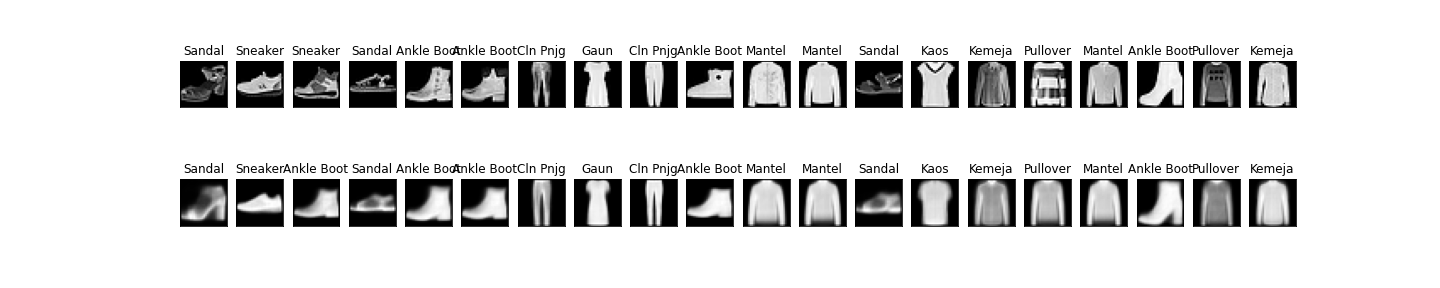 Sandal Sneaker Sneaker Sandal Ankle Boot Ankle Boot Cln Pnjg Gaun Cln Pnjg Ankle Boot Mantel Mantel Sandal Kaos Kemeja Pullover Mantel Ankle Boot Pullover Kemeja
Sandal Sneaker Ankle Boot Sandal Ankle Boot Ankle Boot Cln Pnjg Gaun Cln Pnjg Ankle Boot Mantel Mantel Sandal Kaos Kemeja Pullover Mantel Ankle Boot Pullover Kemeja